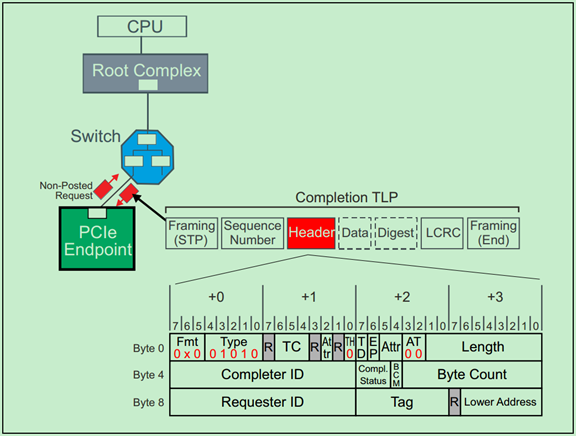 CPU
Root Complex
Switch
Non-Posted
Request
PCIe
Endpoint
Completion TLP
Framing (STP) Sequence Number Header Data Digest LCRC Framing (End)
+0 +1 +2 +3
7 6 5 4 3 2 1 0 7 6 5 4 3 2 1 0 7 6 5 4 3 2 1 0 7 6 5 4 3 2 1 0
Byte 0 Fmt 0 x 0 Type 0 1 0 1 0 R TC R Attr R TH 0 TD EP Attr AT 0 0 Length
Byte 4 Completer ID Compl. Status BCM Byte Count
Byte 8 Requester ID Tag R Lower Address